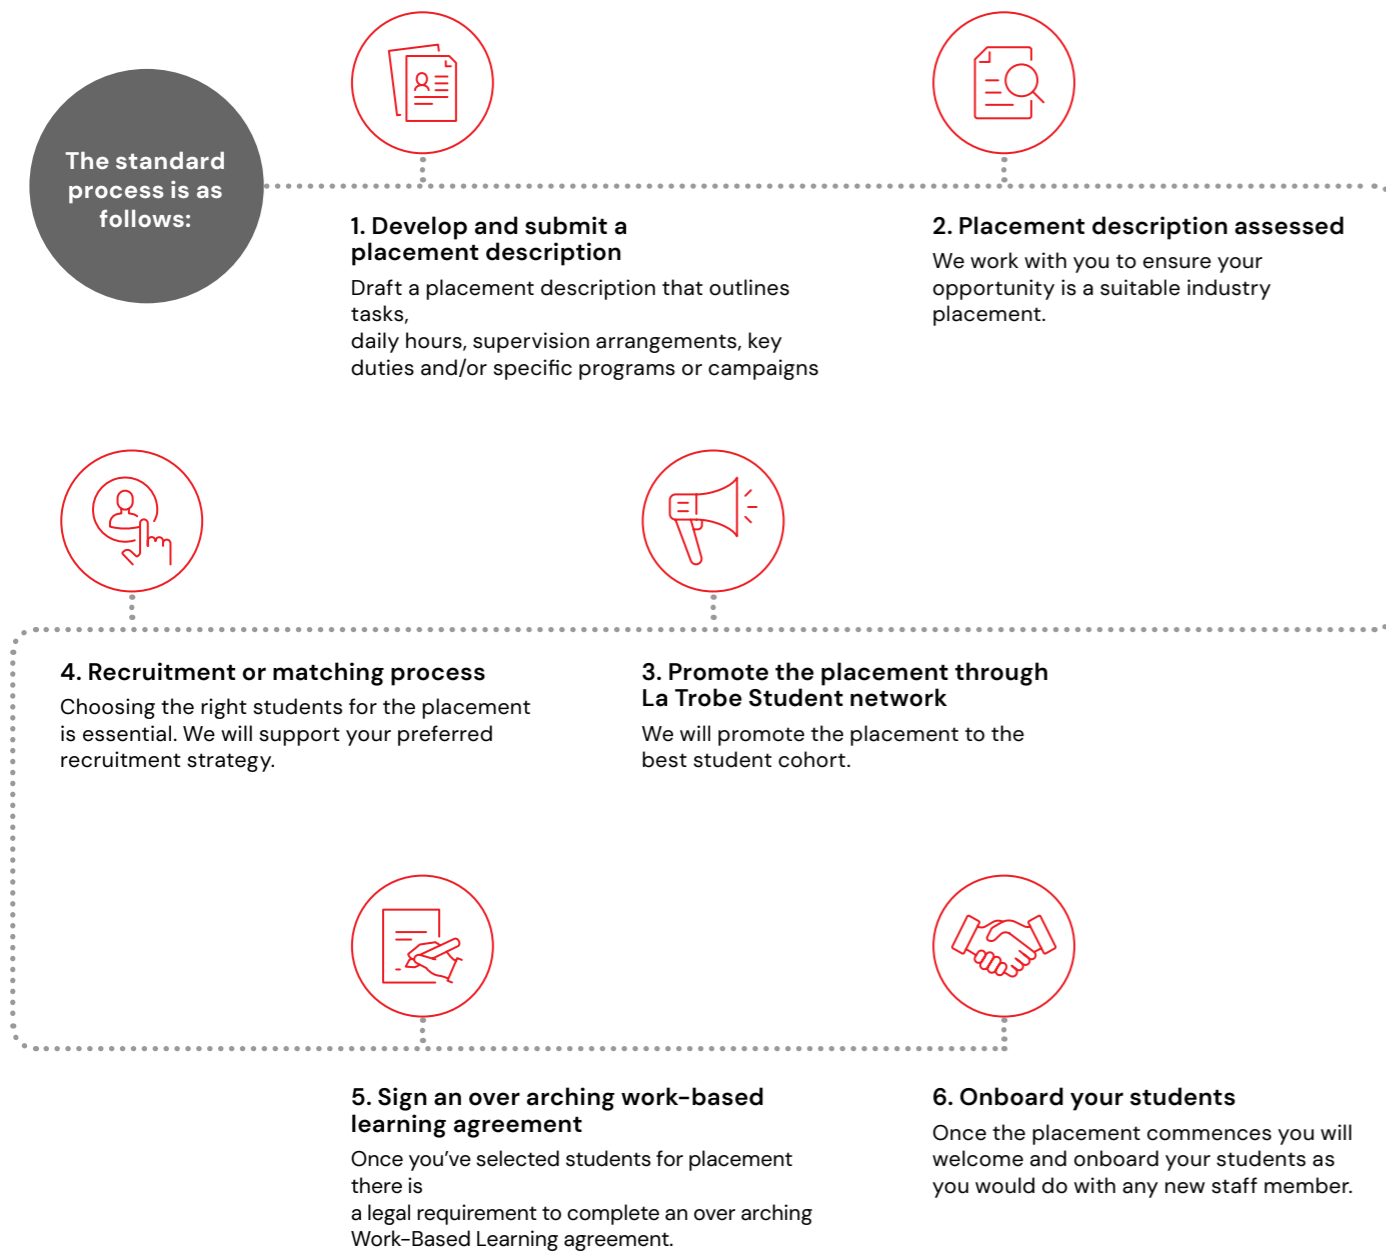 The standard
process is as
follows:
1. Develop and submit a
placement description
Draft a placement description that outlines
tasks,
daily hours, supervision arrangements, key
duties and/or specific programs or campaigns
2. Placement description assessed
We work with you to ensure your
opportunity is a suitable industry
placement.
3. Promote the placement through
La Trobe Student network
We will promote the placement to the
best student cohort.
4. Recruitment or matching process
Choosing the right students for the placement
is essential. We will support your preferred
recruitment strategy.
5. Sign an over arching work-based
learning agreement
Once you've selected students for placement
there is
a legal requirement to complete an over arching
Work-Based Learning agreement.
6. Onboard your students
Once the placement commences you will
welcome and onboard your students as
you would do with any new staff member.